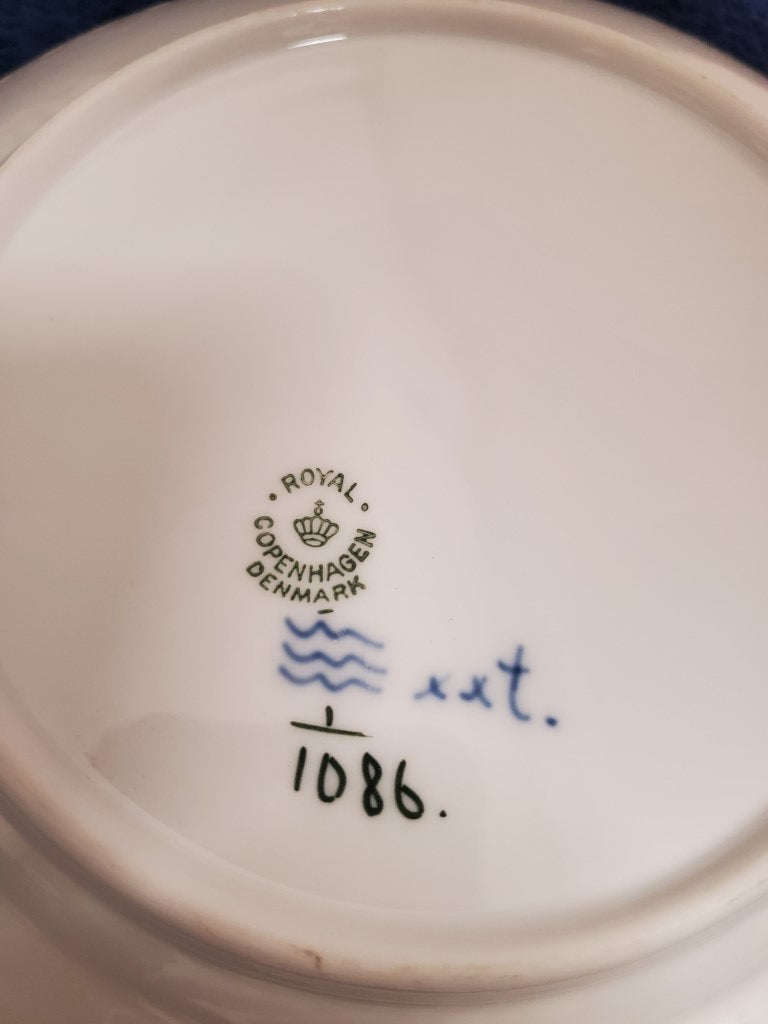 ROYAL
COPENHAGEN
DENMARK
xxt.
1
1086.